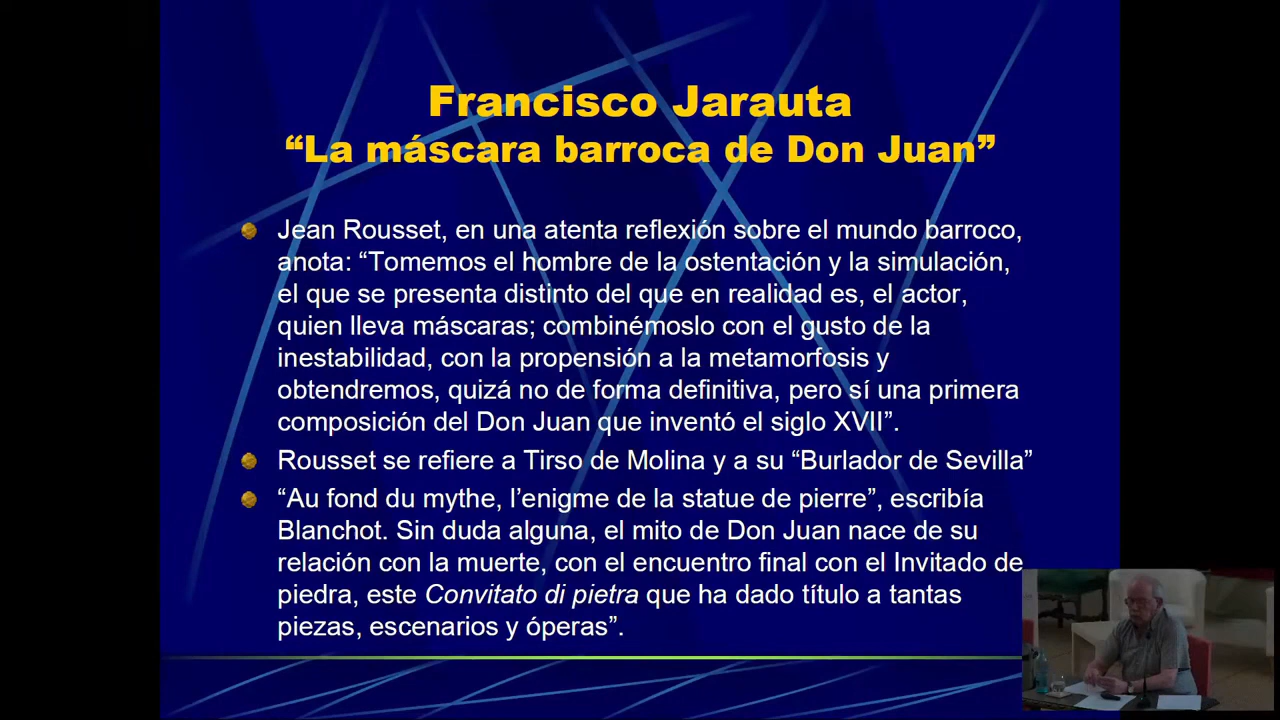 Francisco Jarauta
“La máscara barroca de Don Juan”
Jean Rousset, en una atenta reflexión sobre el mundo barroco,
anota: “Tomemos el hombre de la ostentación y la simulación,
el que se presenta distinto del que en realidad es, el actor,
quien lleva máscaras; combinémoslo con el gusto de la
inestabilidad, con la propensión a la metamorfosis y
obtendremos, quizá no de forma definitiva, pero sí una primera
composición del Don Juan que inventó el siglo XVII”.
Rousset se refiere a Tirso de Molina y a su “Burlador de Sevilla”
“Au fond du mythe, l’enigme de la statue de pierre”, escribía
Blanchot. Sin duda alguna, el mito de Don Juan nace de su
relación con la muerte, con el encuentro final con el Invitado de
piedra, este Convitato di pietra que ha dado título a tantas
piezas, escenarios y óperas”.